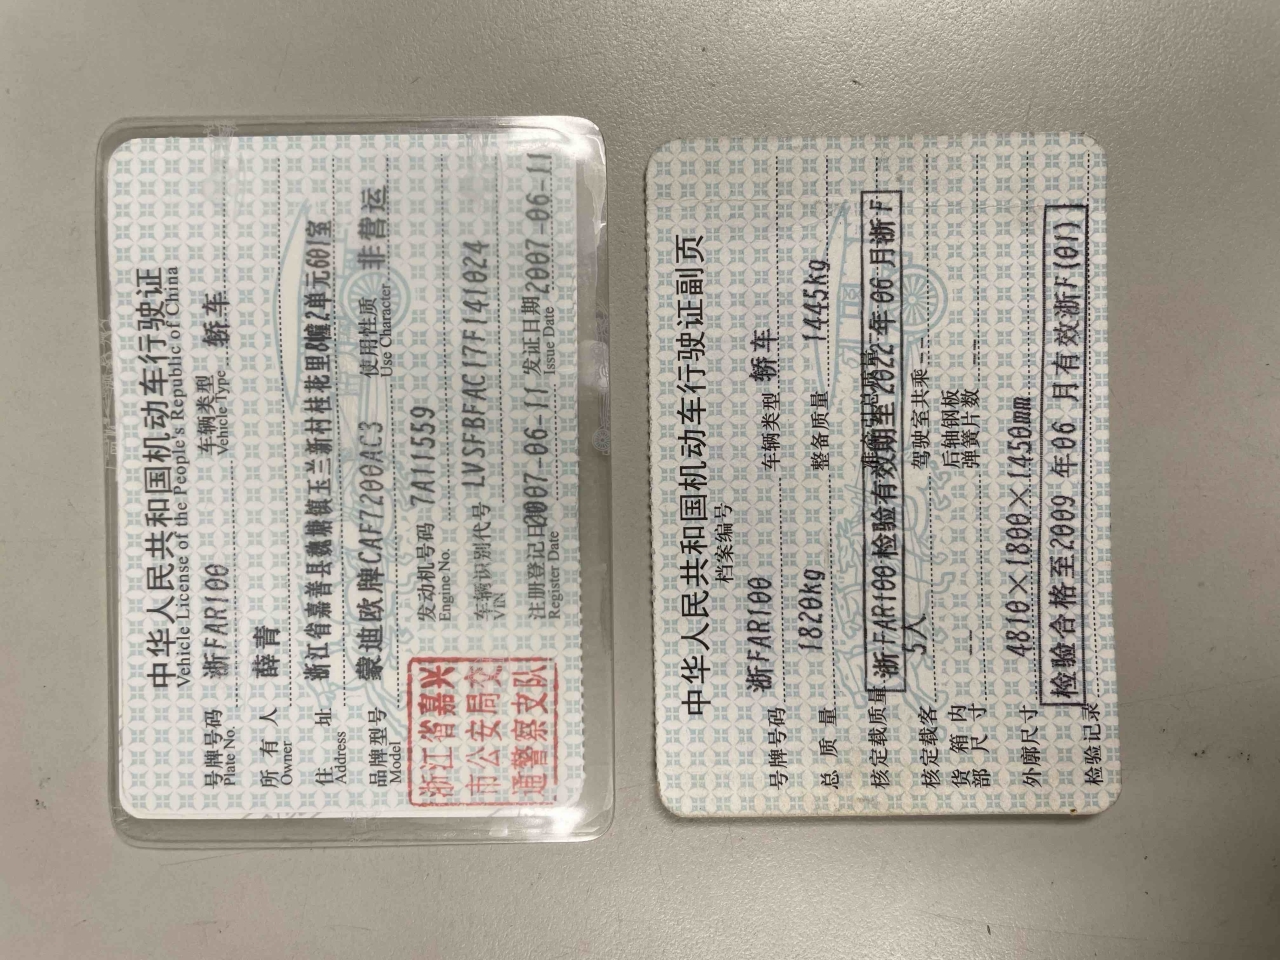 中华人民共和国机动车行驶证
Vehicle License of the People's Republic of China
号牌号码 浙FAR100 车辆类型 轿车
Plate No. Vehicle Type
所有人 薛青
Owner
住址 浙江省嘉善县魏塘镇玉兰新村桂花里8幢2单元601室
Address
品牌型号 蒙迪欧牌CAF7200AC3 使用性质 非营运
Model Use Character
浙江省嘉兴
市公安局交
通警察支队
发动机号码 7A11559
Engine No.
车辆识别代号 LVSFBFAC17F141024
VIN
注册登记日 2007-06-11 发证日期 2007-06-11
Register Date Issue Date
中华人民共和国机动车行驶证副页
档案编号
号牌号码 浙FAR100 车辆类型 轿车
总质量 1820kg 整备质量 1445kg
核定载质量
浙FAR100检验有效期至2022年06月浙F
核定载客 5人 驾驶室共乘 --
货箱内部尺寸 -- 后轴钢板弹簧片数 --
外廓尺寸 4810×1800×1450mm
检验记录 检验合格至2009 年06 月有效浙F(01)